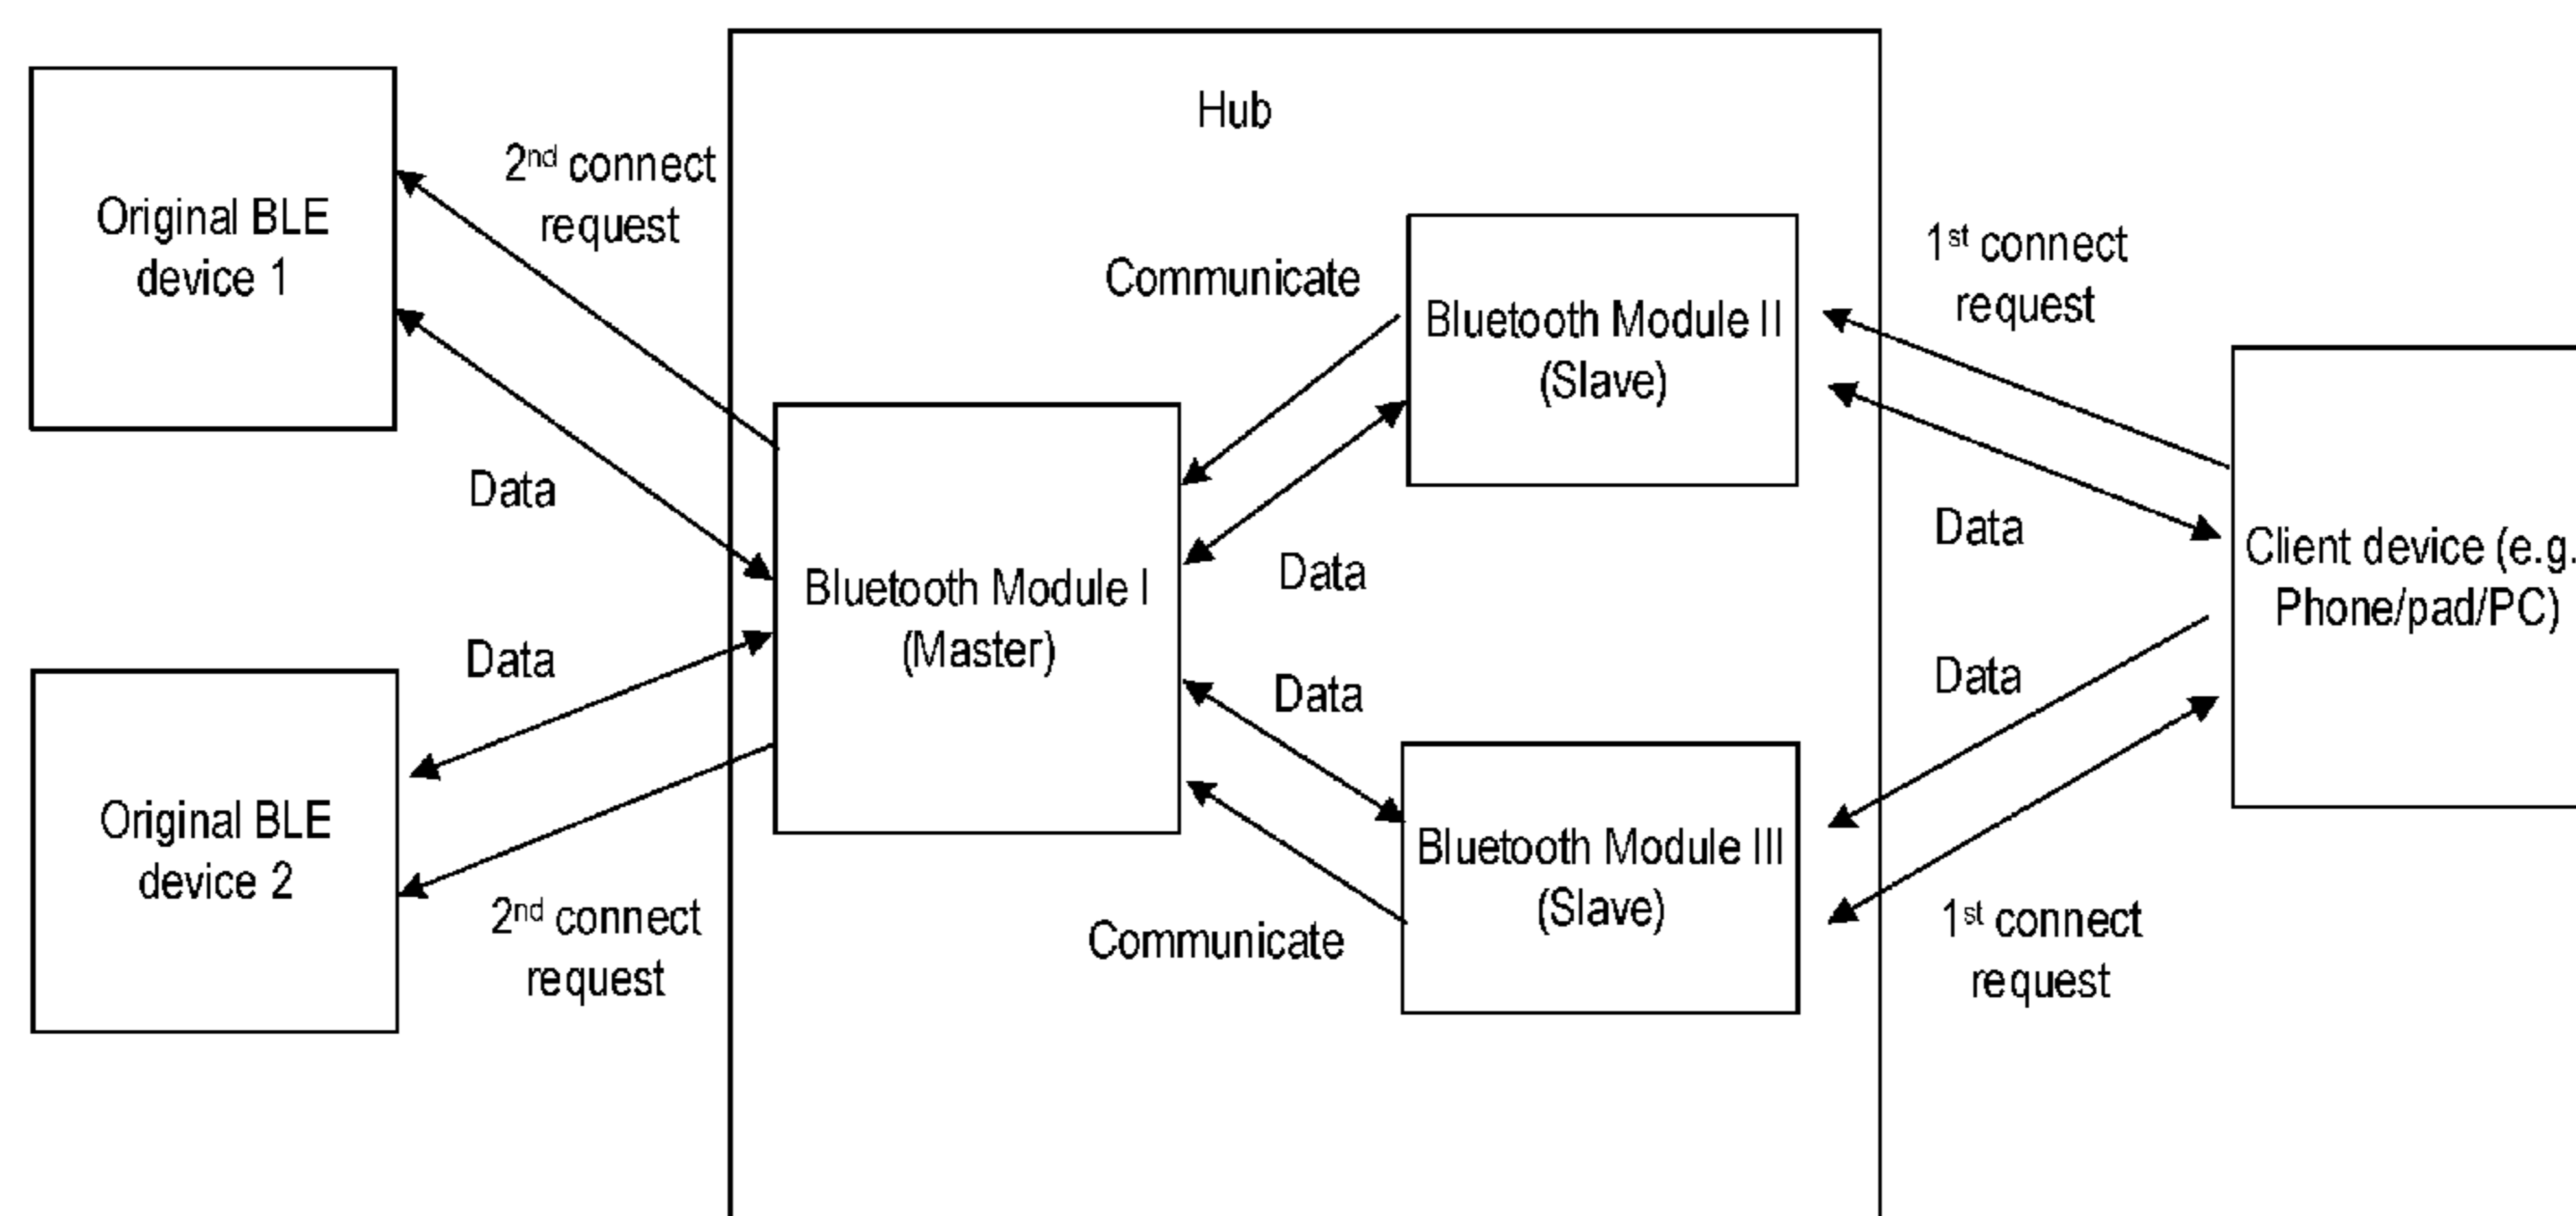 Hub
Original BLE
device 1
2nd connect
request
Data
Communicate
Bluetooth Module II
(Slave)
1st connect
request
Data
Bluetooth Module I
(Master)
Data
Client device (e.g.
Phone/pad/PC)
Original BLE
device 2
Data
2nd connect
request
Data
Bluetooth Module III
(Slave)
Communicate
Data
1st connect
request